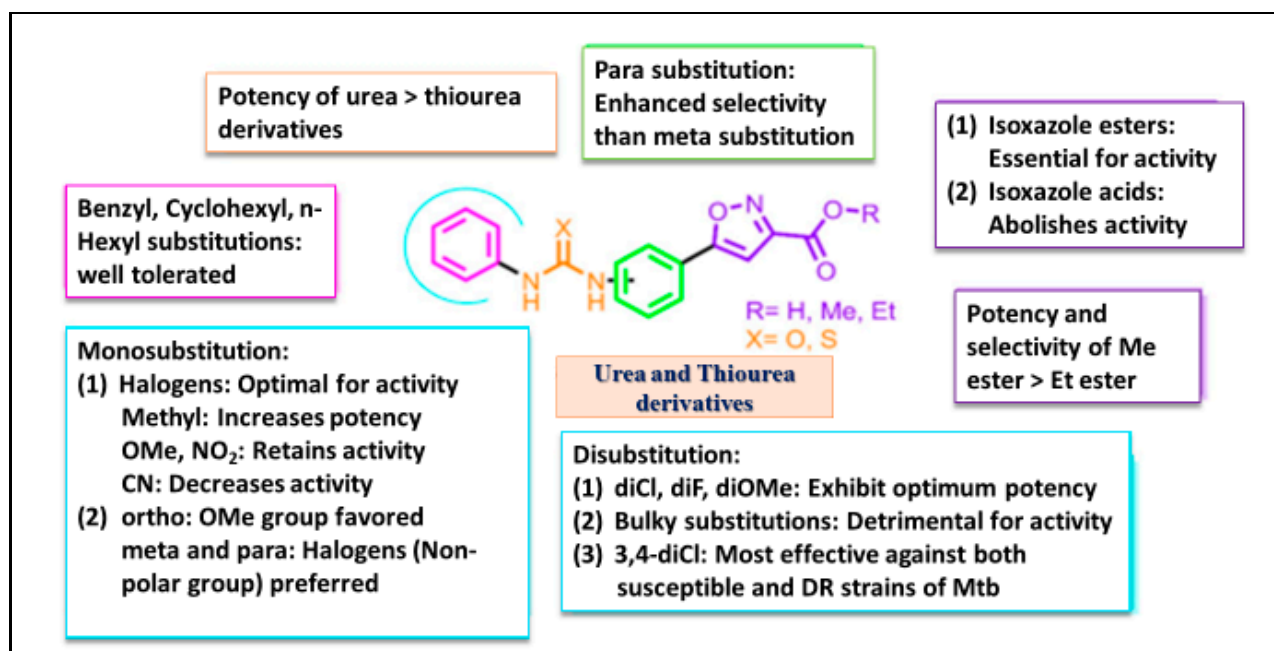 Potency of urea > thiourea
derivatives
Para substitution:
Enhanced selectivity
than meta substitution
(1) Isoxazole esters:
Essential for activity
(2) Isoxazole acids:
Abolishes activity
Benzyl, Cyclohexyl, n-
Hexyl substitutions:
well tolerated
X
N
H
N
H
O
N
O
R
O
R= H, Me, Et
X= O, S
Urea and Thiourea
derivatives
Potency and
selectivity of Me
ester > Et ester
Monosubstitution:
(1) Halogens: Optimal for activity
Methyl: Increases potency
OMe, NO₂: Retains activity
CN: Decreases activity
(2) ortho: OMe group favored
meta and para: Halogens (Non-
polar group) preferred
Disubstitution:
(1) diCl, diF, diOMe: Exhibit optimum potency
(2) Bulky substitutions: Detrimental for activity
(3) 3,4-diCl: Most effective against both
susceptible and DR strains of Mtb